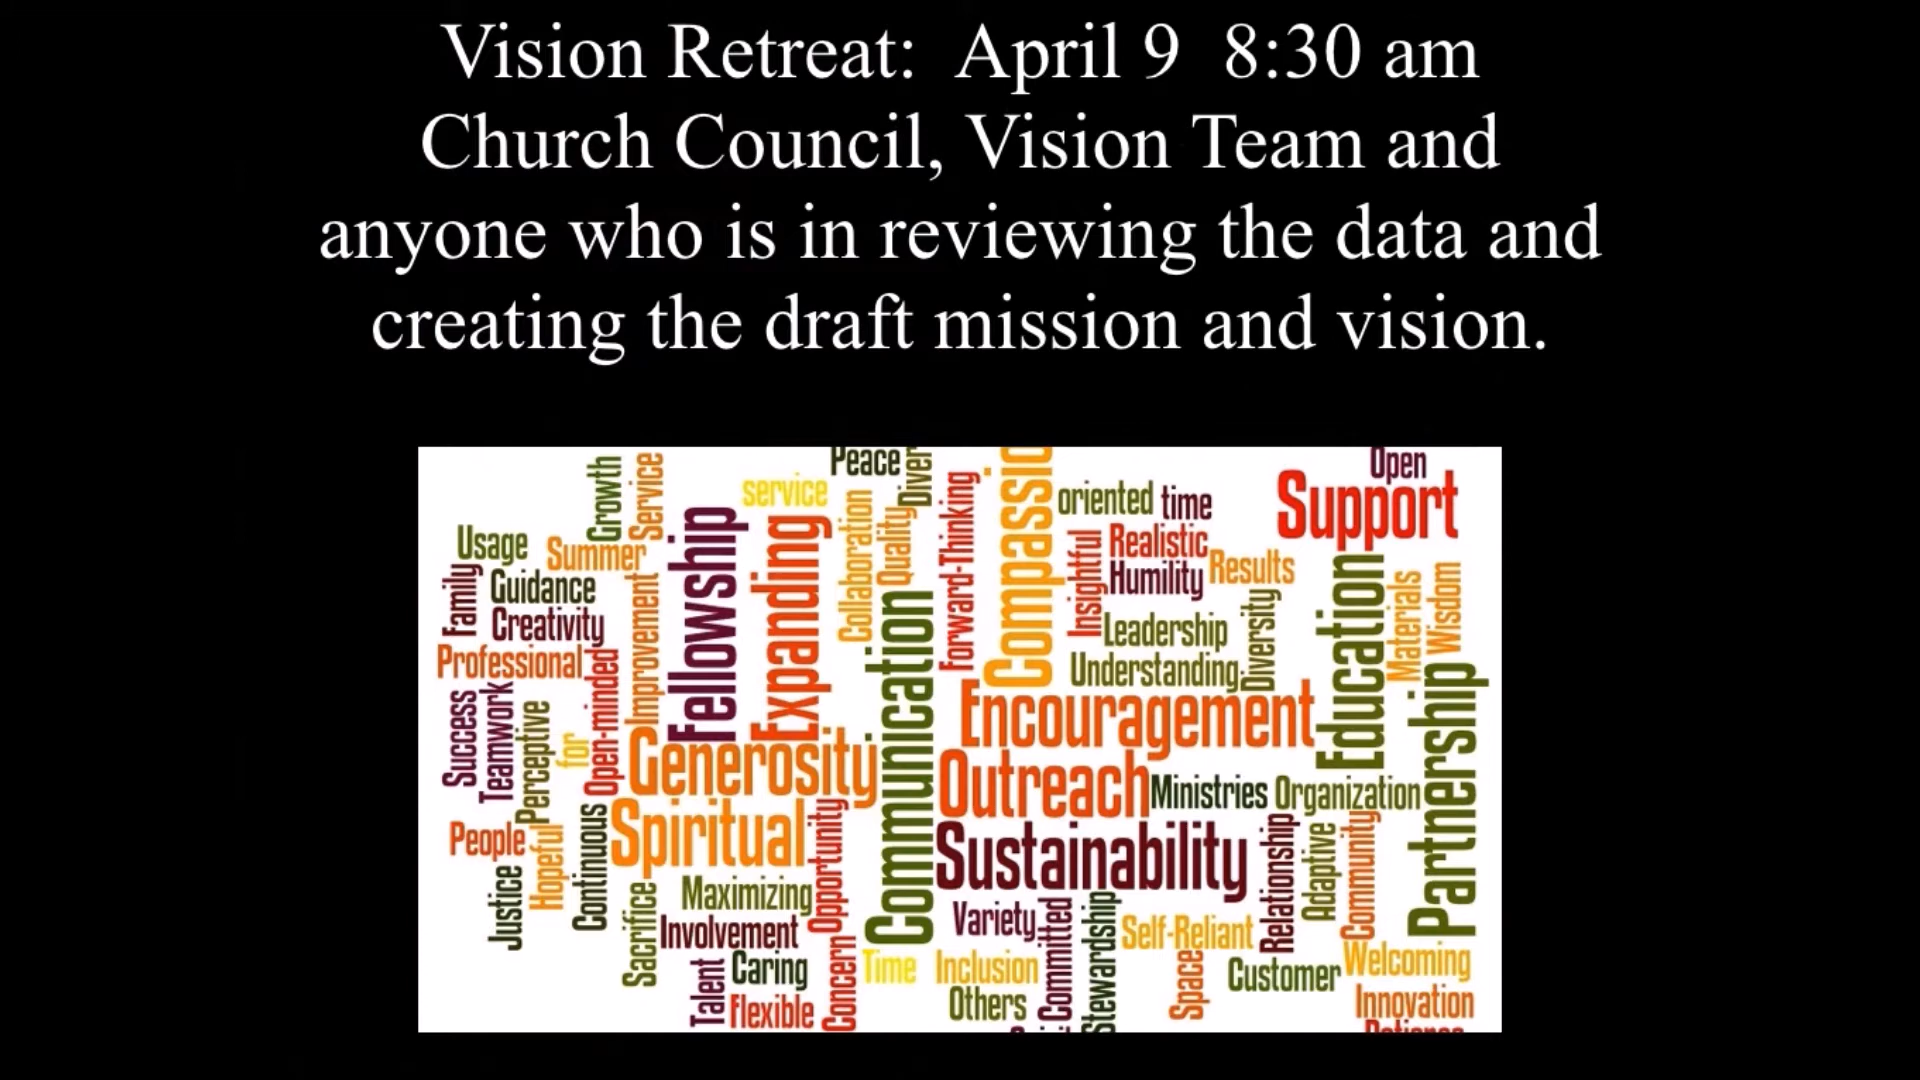 Vision Retreat: April 9 8:30 am
Church Council, Vision Team and
anyone who is in reviewing the data and
creating the draft mission and vision.
Peace
Open
Growth
Service
service
Compassio
oriented
time
Support
Usage
Summer
Fellowship
Expanding
Collaboration
Quality
Diver
Forward-Thinking
Insightful
Realistic
Humility
Results
Family
Guidance
Creativity
Improvement
Leadership
Diversity
Education
Materials
Wisdom
Professional
Open-minded
Communication
Understanding
Encouragement
Partnership
Success
Teamwork
Perceptive
for
Generosity
Outreach
Ministries
Organization
People
Hopeful
Continuous
Spiritual
Opportunity
Sustainability
Relationship
Adaptive
Community
Justice
Sacrifice
Maximizing
Involvement
Variety
Committed
Stewardship
Self-Reliant
Talent
Caring
Concern
Time
Inclusion
Space
Customer
Welcoming
Flexible
Others
Innovation